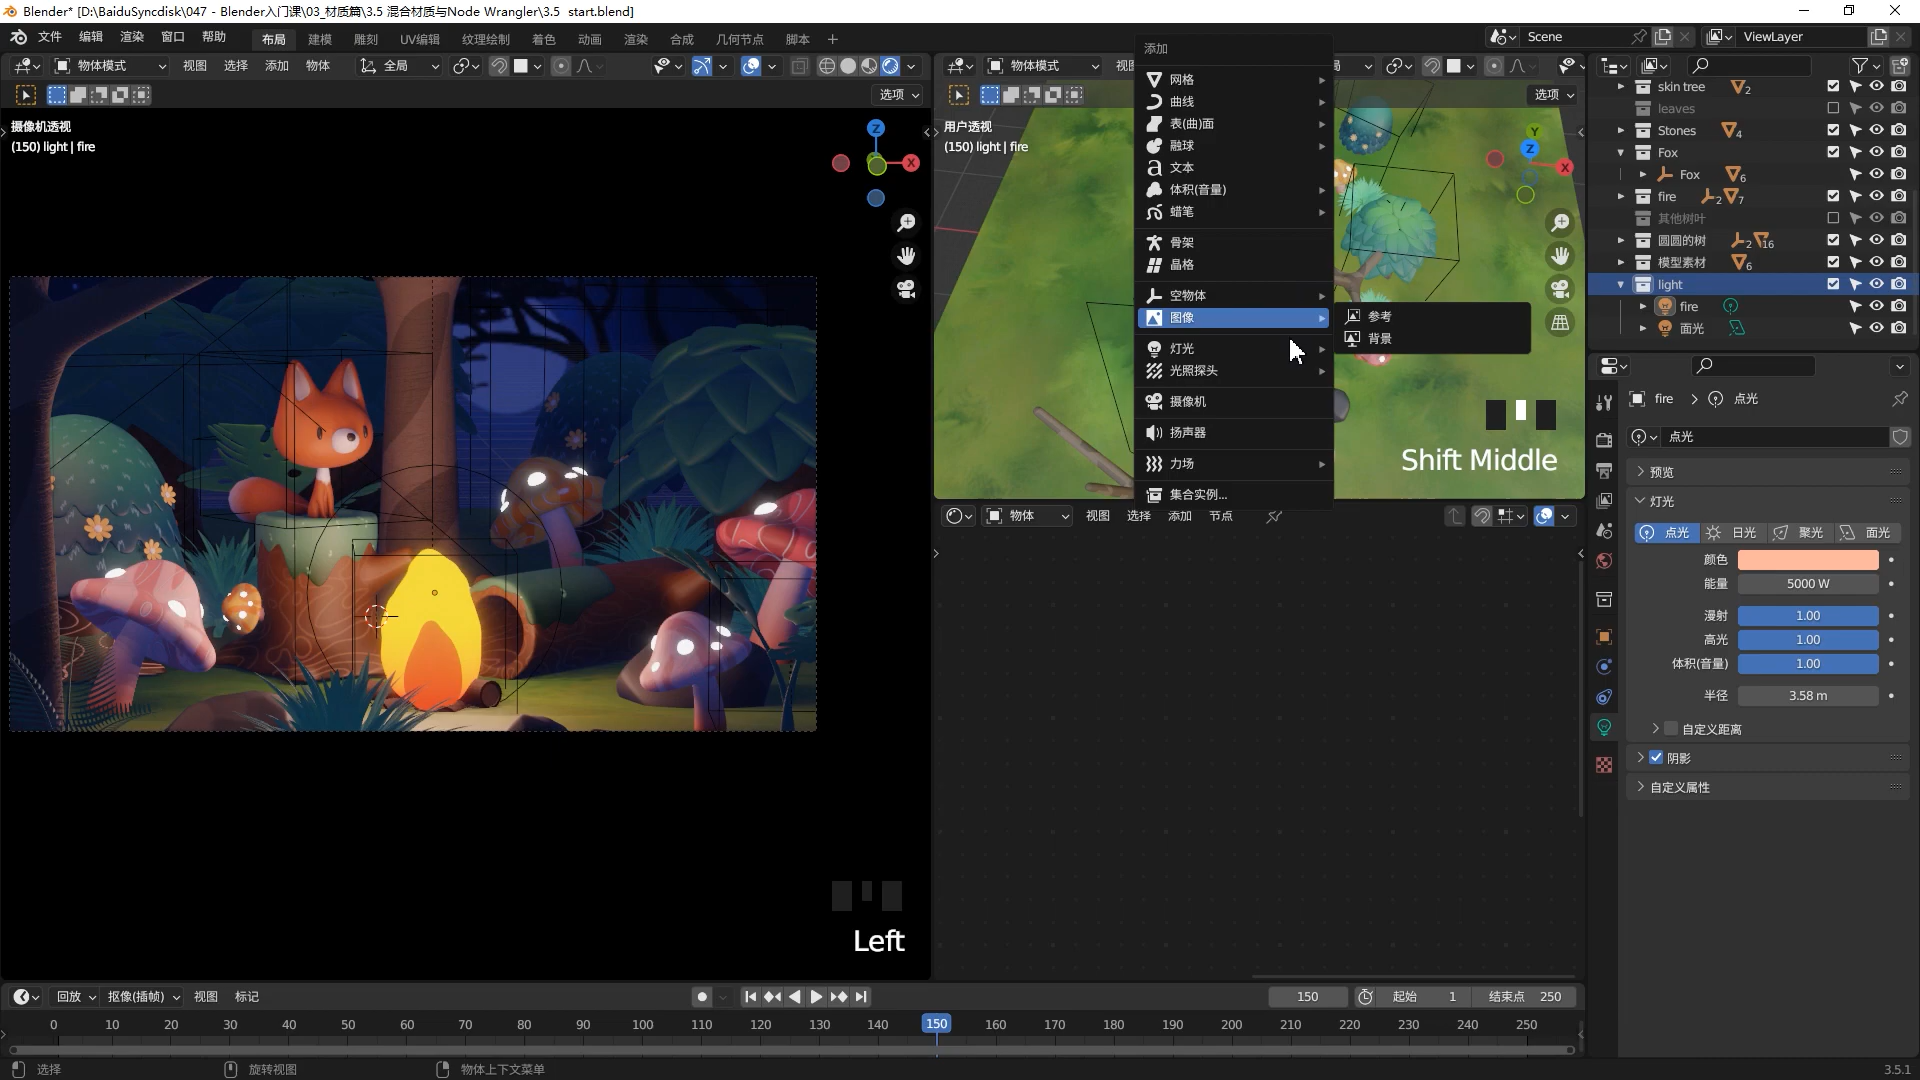 Blender* [D:\BaiduSyncdisk\047 - Blender入门课\03_材质篇\3.5 混合材质与Node Wrangler\3.5  start.blend]
文件 编辑 渲染 窗口 帮助 布局 建模 雕刻 UV编辑 纹理绘制 着色 动画 渲染 合成 几何节点 脚本 + Scene ViewLayer
物体模式 视图 选择 添加 物体 全局
选项
摄像机透视
(150) light | fire
Z
X
Left
物体模式
选项
用户透视
(150) light | fire
Y
Z
X
添加
网格
曲线
表(曲)面
融球
文本
体积(音量)
蜡笔
骨架
晶格
空物体
图像
灯光
光照探头
摄像机
扬声器
力场
集合实例...
参考
背景
Shift Middle
物体 视图 选择 添加 节点
skin tree 2
leaves
Stones 4
Fox
Fox 6
fire 2 7
其他树叶
圆圆的树 2 16
模型素材 6
light
fire
面光
fire > 点光
点光
预览
灯光
点光 日光 聚光 面光
颜色
能量 5000 W
漫射 1.00
高光 1.00
体积(音量) 1.00
半径 3.58 m
自定义距离
阴影
自定义属性
回放 抠像(插帧) 视图 标记 150 起始 1 结束点 250
0 10 20 30 40 50 60 70 80 90 100 110 120 130 140 150 160 170 180 190 200 210 220 230 240 250
选择 旋转视图 物体上下文菜单 3.5.1